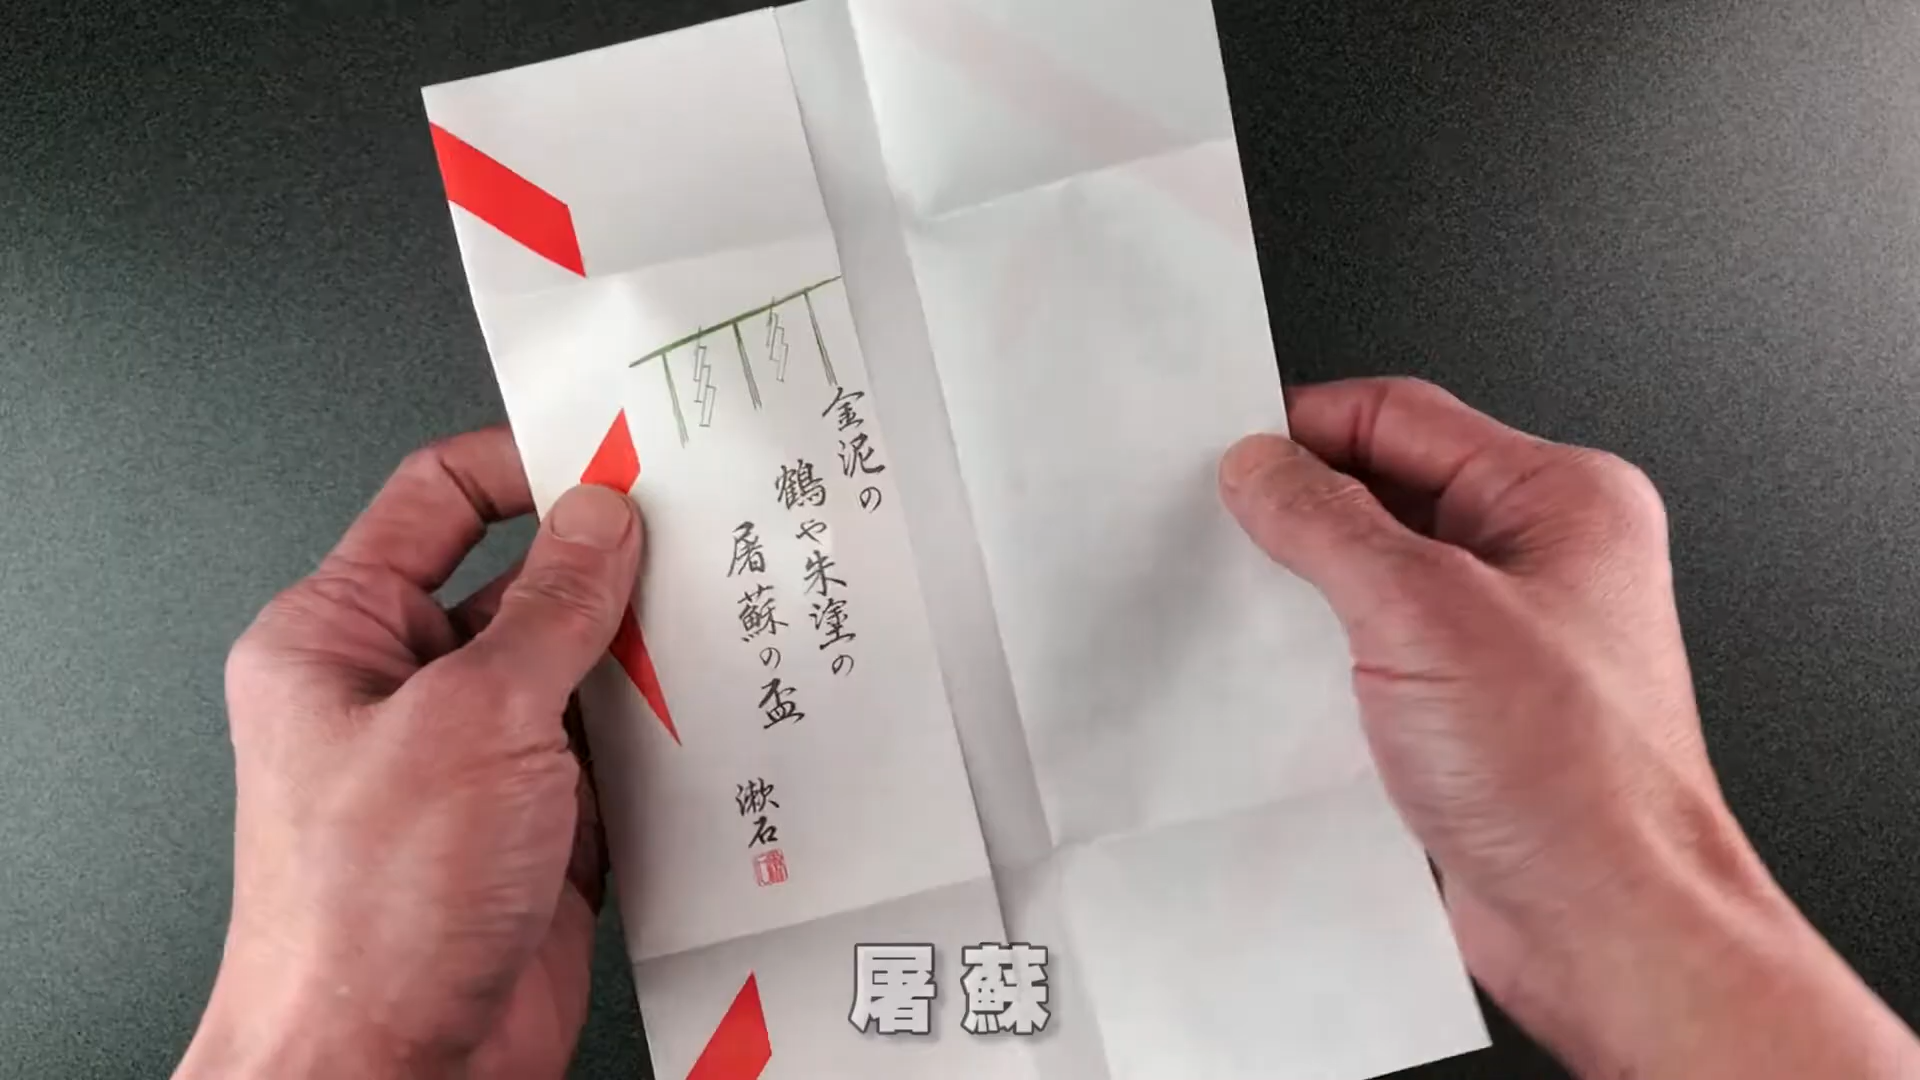 金泥の
鶴や朱塗の
屠蘇の盃
漱石
屠蘇